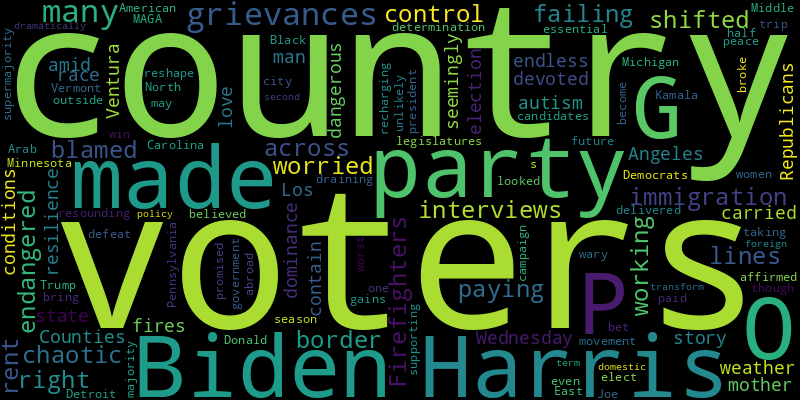 many American MAGA
dramatically
grievances
control
determination
failing
essential
shifted
Middle
trip
half
peace
country
voters
supermajority
amid
race
Vermont
outside
Ventura
reshape
North
may
Black
man
city
second
love
dangerous
recharging
unlikely
president
seemingly
election
endless
devoted
autism
candidates
Michigan
G
Kamala
become
broke
Republicans
win
Arab
Minnesota
blamed
Carolina
across
worried
legislatures
future
Angeles
Democrats
women
conditions
endangered
resilience
made
Los
draining
party
s
looked
interviews
immigration
delivered
carried
resounding
policy
believed
defeat
Pennsylvania
promised
government
abroad
dominance
contain
worst
Firefighters
campaign
wary
working
lines
taking
foreign
affirmed
though
Trump
bring
state
one
gains
paying
P
paid
transform
O
Counties
fires
season
Donald
border
supporting
Wednesday
movement
bet
story
weather
mother
rent
chaotic
right
Detroit
majority
Biden
Harris
term
even
East
domestic
elect
Joe